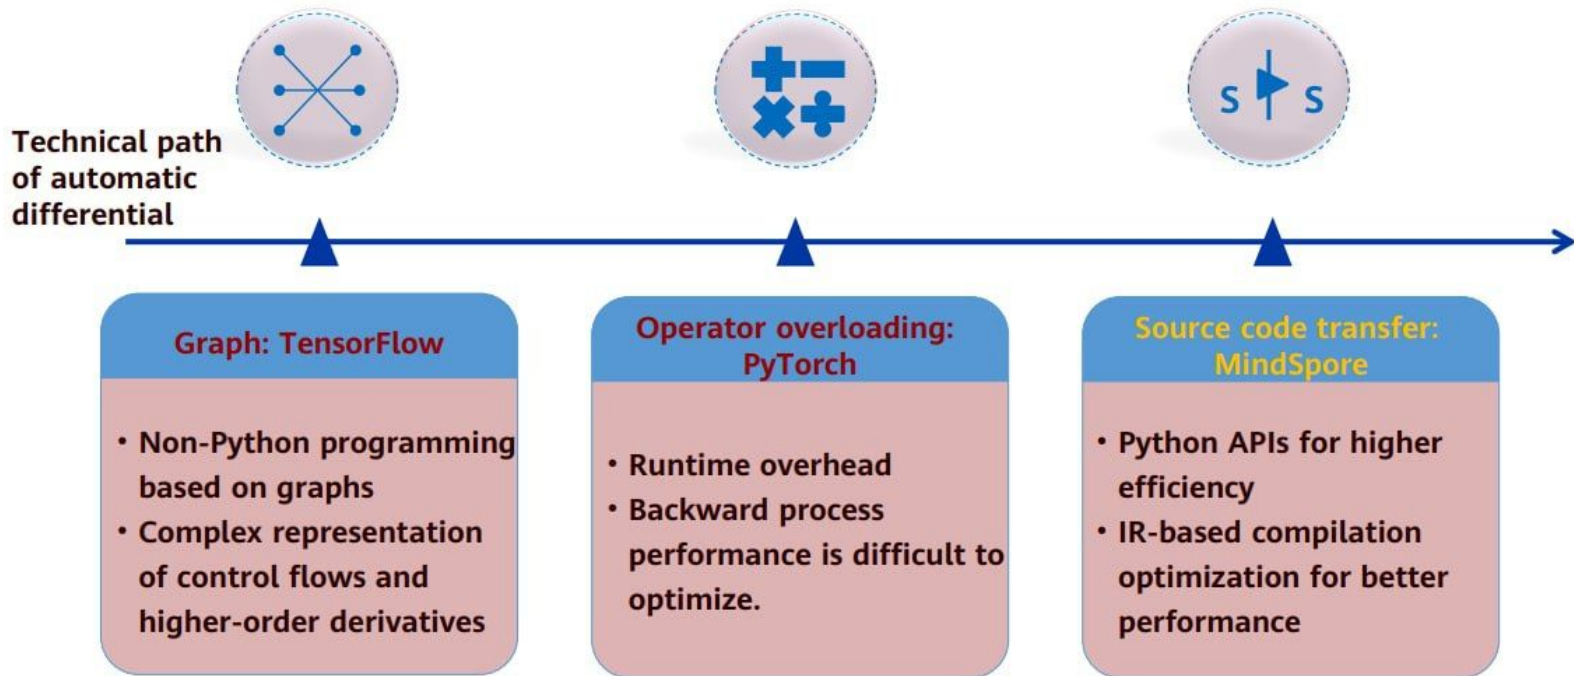 S S
Technical path
of automatic
differential
Graph: TensorFlow
• Non-Python programming
based on graphs
• Complex representation
of control flows and
higher-order derivatives
Operator overloading:
PyTorch
• Runtime overhead
• Backward process
performance is difficult to
optimize.
Source code transfer:
MindSpore
• Python APIs for higher
efficiency
• IR-based compilation
optimization for better
performance